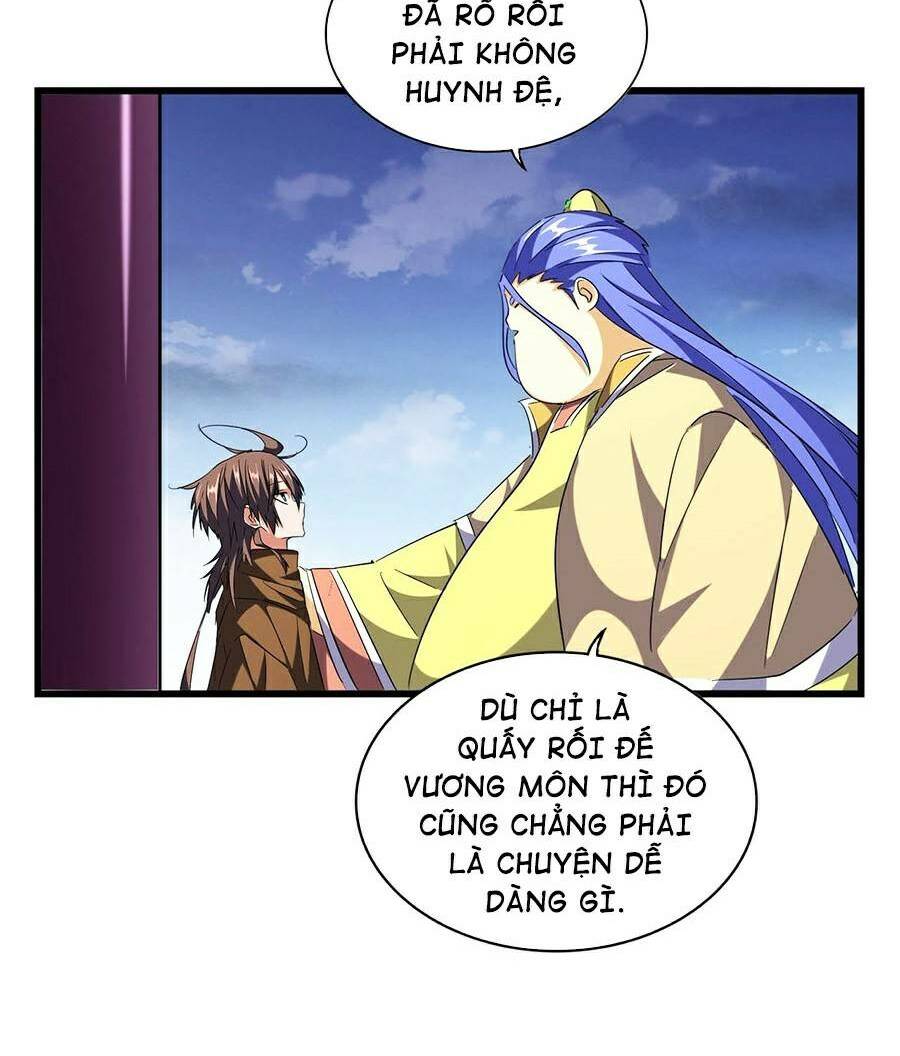 ĐÃ RÕ RỒI
PHẢI KHÔNG
HUYNH ĐỆ,
DÙ CHỈ LÀ
QUẤY RỐI ĐẾ
VƯƠNG MÔN THÌ ĐÓ
CŨNG CHẲNG PHẢI
LÀ CHUYỆN DỄ
DÀNG GÌ.